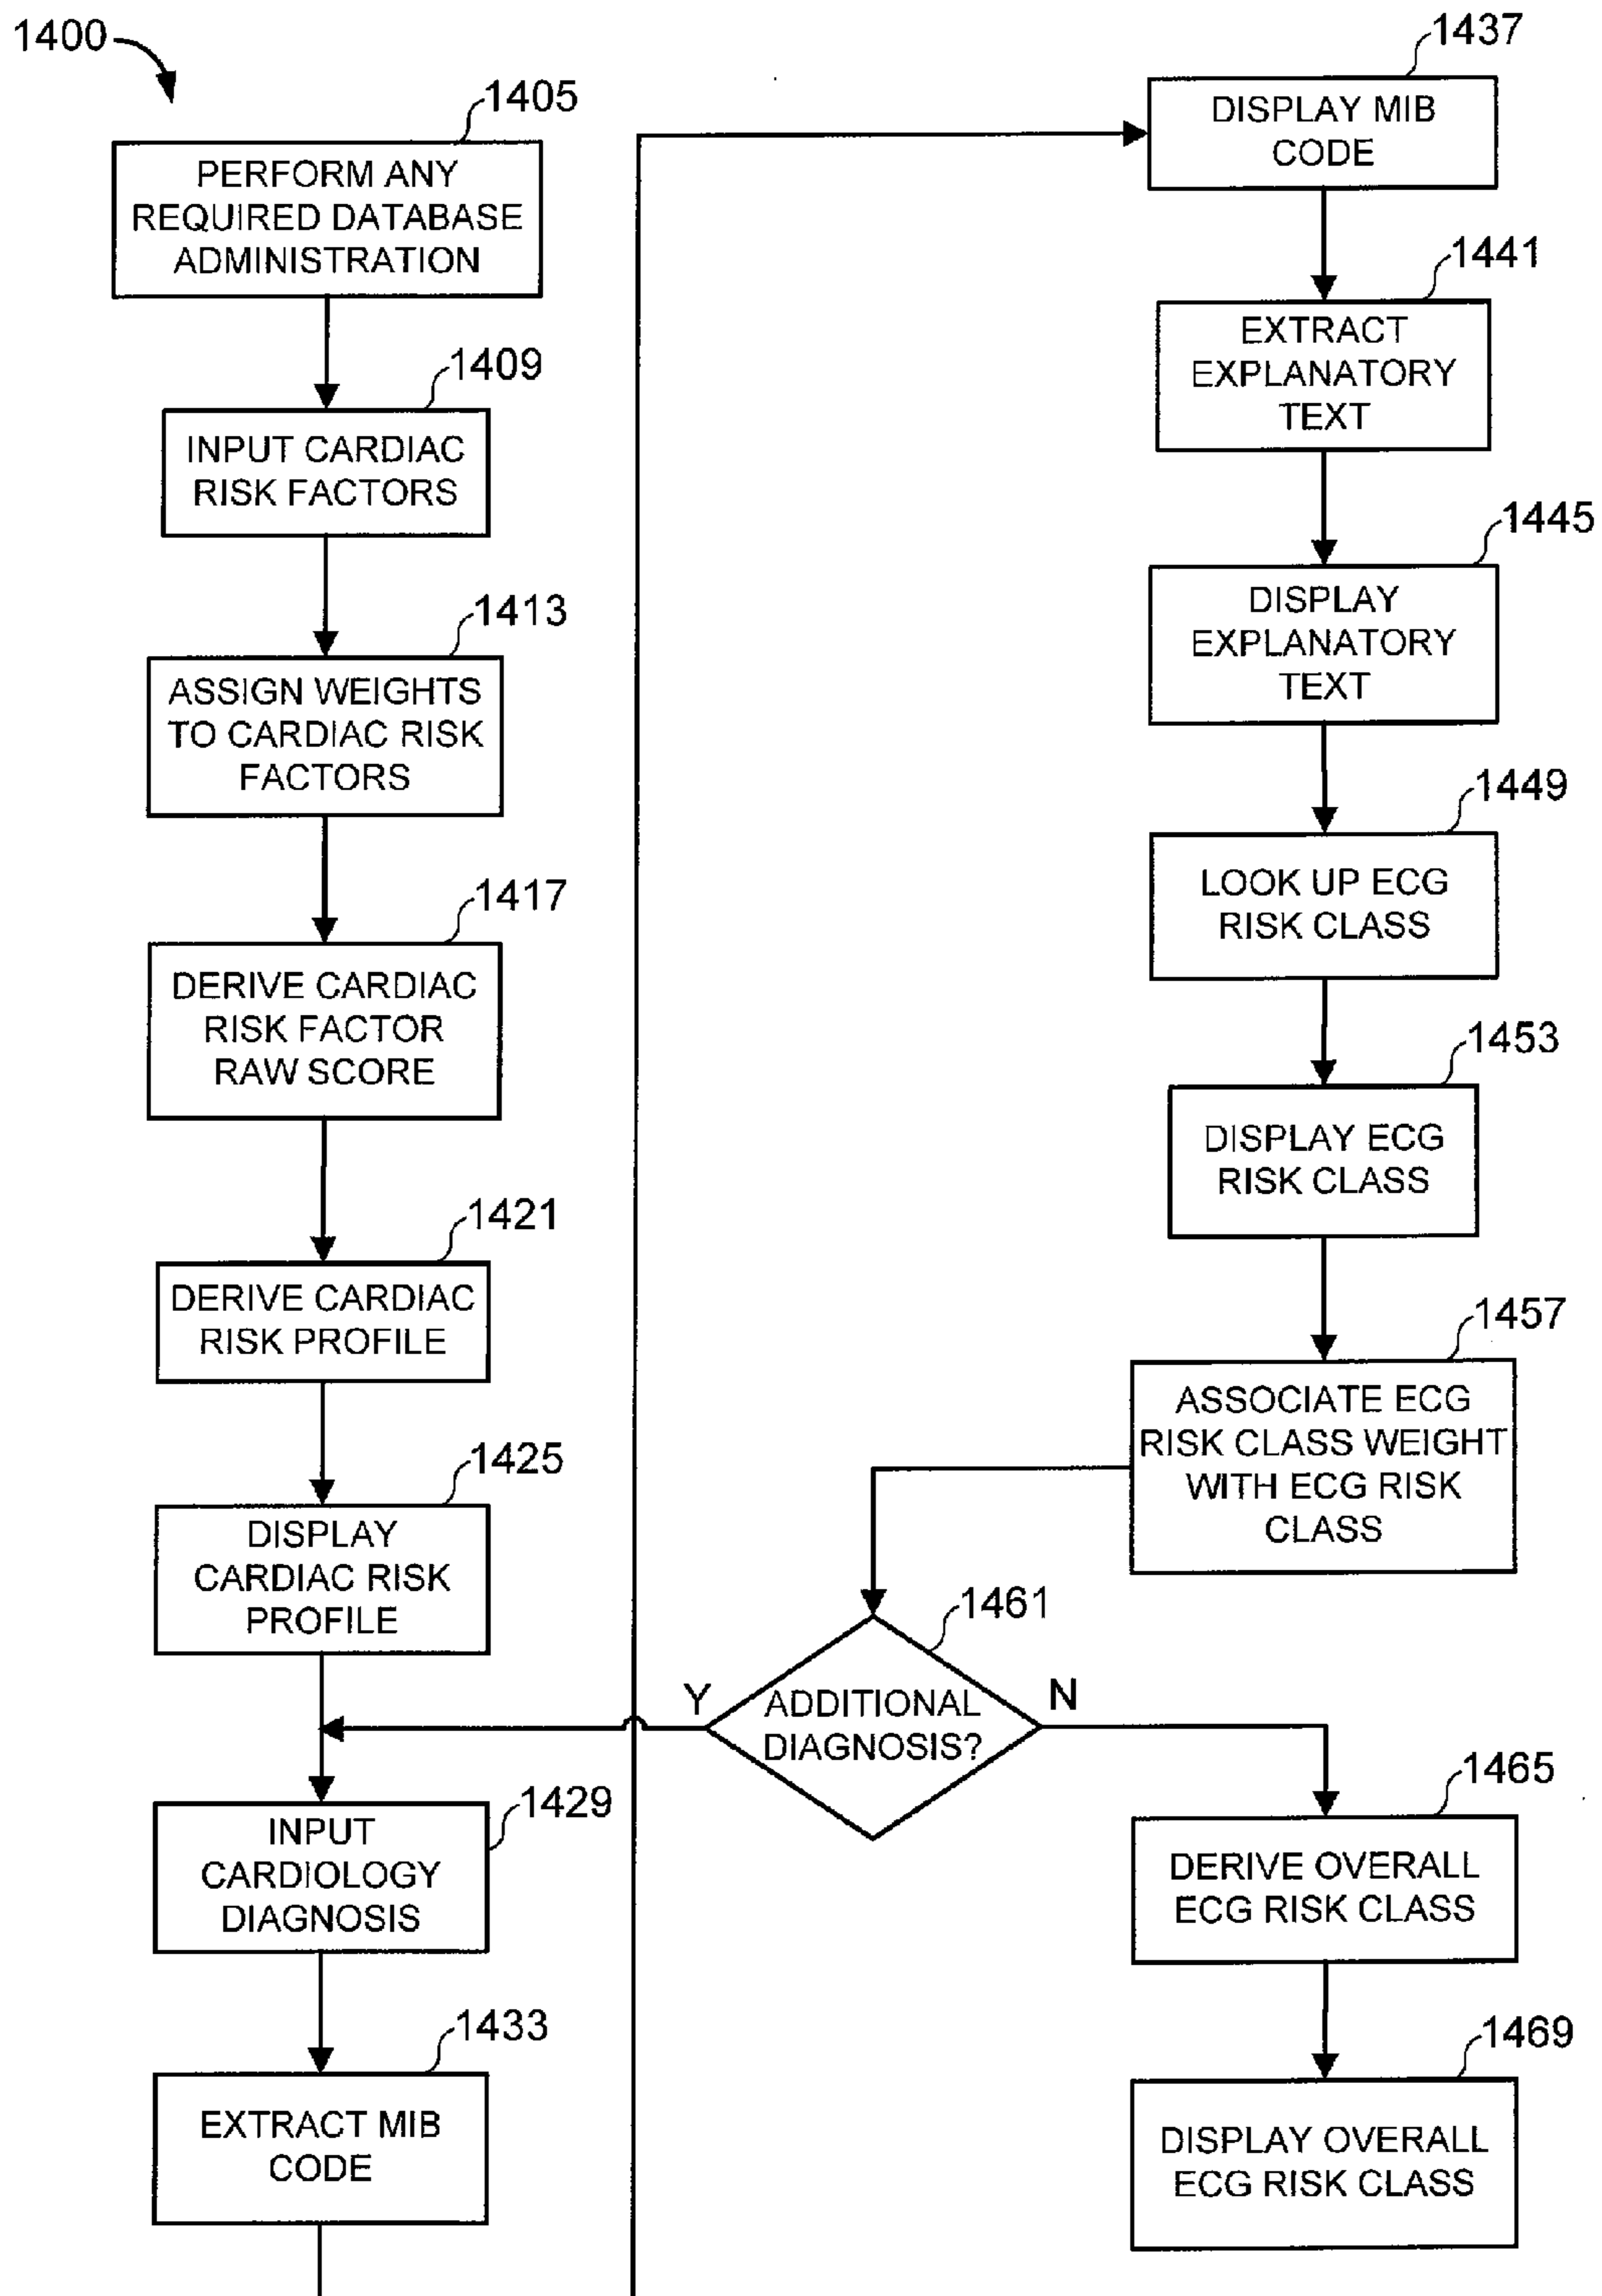 1400
1405
PERFORM ANY
REQUIRED DATABASE
ADMINISTRATION
1409
INPUT CARDIAC
RISK FACTORS
1413
ASSIGN WEIGHTS
TO CARDIAC RISK
FACTORS
1417
DERIVE CARDIAC
RISK FACTOR
RAW SCORE
1421
DERIVE CARDIAC
RISK PROFILE
1425
DISPLAY
CARDIAC RISK
PROFILE
1429
INPUT
CARDIOLOGY
DIAGNOSIS
1433
EXTRACT MIB
CODE
1437
DISPLAY MIB
CODE
1441
EXTRACT
EXPLANATORY
TEXT
1445
DISPLAY
EXPLANATORY
TEXT
1449
LOOK UP ECG
RISK CLASS
1453
DISPLAY ECG
RISK CLASS
1457
ASSOCIATE ECG
RISK CLASS WEIGHT
WITH ECG RISK
CLASS
1461
Y
ADDITIONAL
DIAGNOSIS?
N
1465
DERIVE OVERALL
ECG RISK CLASS
1469
DISPLAY OVERALL
ECG RISK CLASS